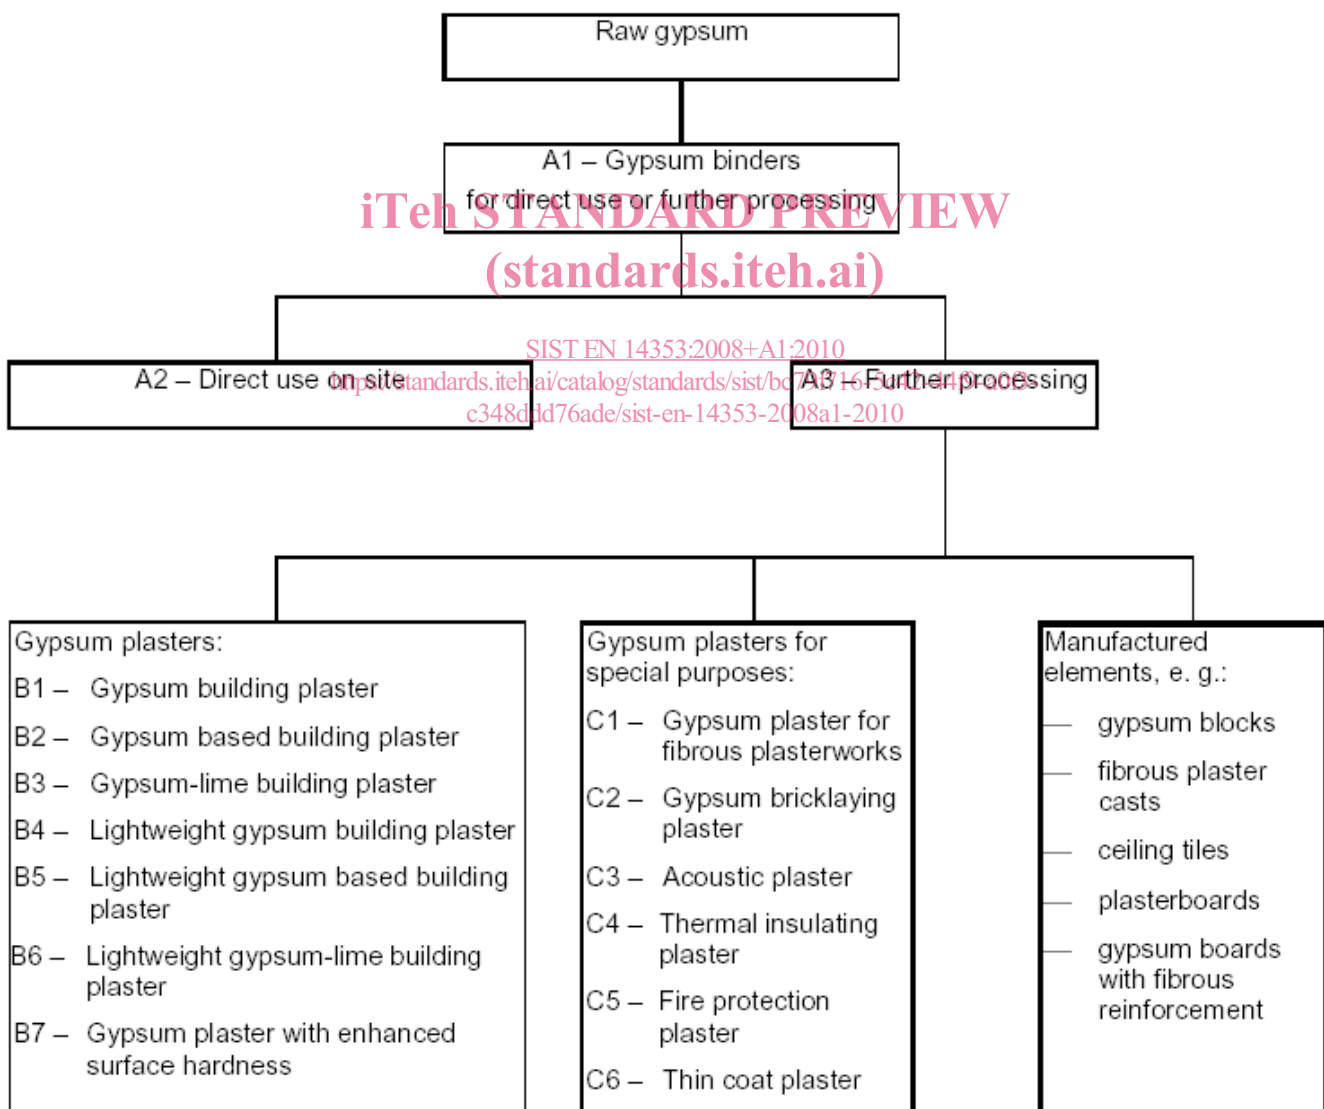 Raw gypsum
A1 – Gypsum binders
for direct use or further processing
iTeh STANDARD PREVIEW
(standards.iteh.ai)
SIST EN 14353:2008+A1:2010
A2 – Direct use on site
A3 – Further processing
c348ddd76ade/sist-en-14353-2008a1-2010
Gypsum plasters:
B1 – Gypsum building plaster
B2 – Gypsum based building plaster
B3 – Gypsum-lime building plaster
B4 – Lightweight gypsum building plaster
B5 – Lightweight gypsum based building
plaster
B6 – Lightweight gypsum-lime building
plaster
B7 – Gypsum plaster with enhanced
surface hardness
Gypsum plasters for
special purposes:
C1 – Gypsum plaster for
fibrous plasterworks
C2 – Gypsum bricklaying
plaster
C3 – Acoustic plaster
C4 – Thermal insulating
plaster
C5 – Fire protection
plaster
C6 – Thin coat plaster
Manufactured
elements, e. g.:
— gypsum blocks
— fibrous plaster
casts
— ceiling tiles
— plasterboards
— gypsum boards
with fibrous
reinforcement